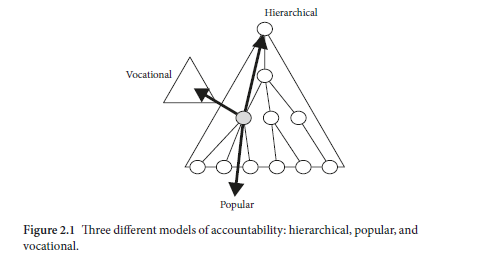 Hierarchical
Vocational
Popular
Figure 2.1 Three different models of accountability: hierarchical, popular, and
vocational.